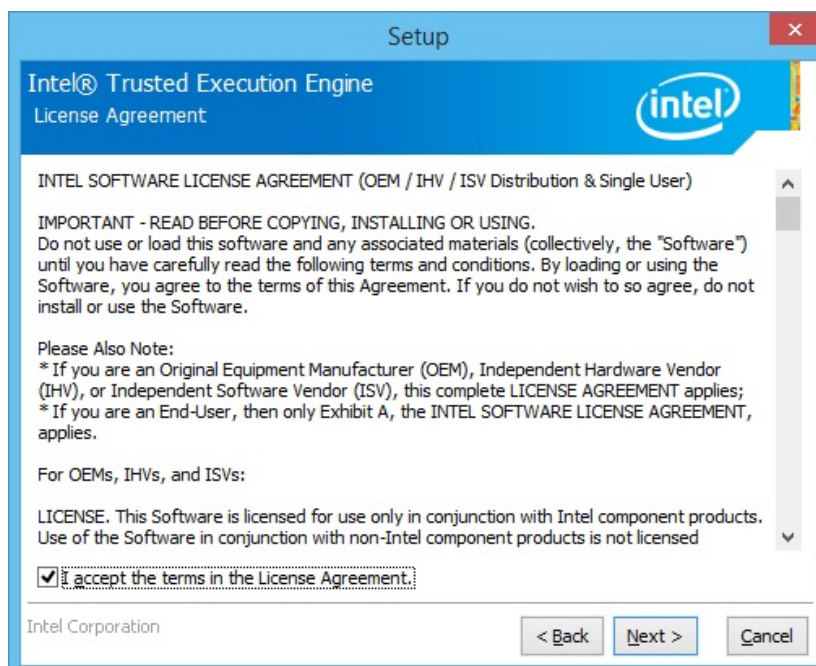 Setup
Intel® Trusted Execution Engine
License Agreement
intel
INTEL SOFTWARE LICENSE AGREEMENT (OEM / IHV / ISV Distribution & Single User)
IMPORTANT - READ BEFORE COPYING, INSTALLING OR USING.
Do not use or load this software and any associated materials (collectively, the "Software")
until you have carefully read the following terms and conditions. By loading or using the
Software, you agree to the terms of this Agreement. If you do not wish to so agree, do not
install or use the Software.
Please Also Note:
* If you are an Original Equipment Manufacturer (OEM), Independent Hardware Vendor
(IHV), or Independent Software Vendor (ISV), this complete LICENSE AGREEMENT applies;
* If you are an End-User, then only Exhibit A, the INTEL SOFTWARE LICENSE AGREEMENT,
applies.
For OEMs, IHVs, and ISVs:
LICENSE. This Software is licensed for use only in conjunction with Intel component products.
Use of the Software in conjunction with non-Intel component products is not licensed
I accept the terms in the License Agreement.
Intel Corporation
< Back
Next >
Cancel